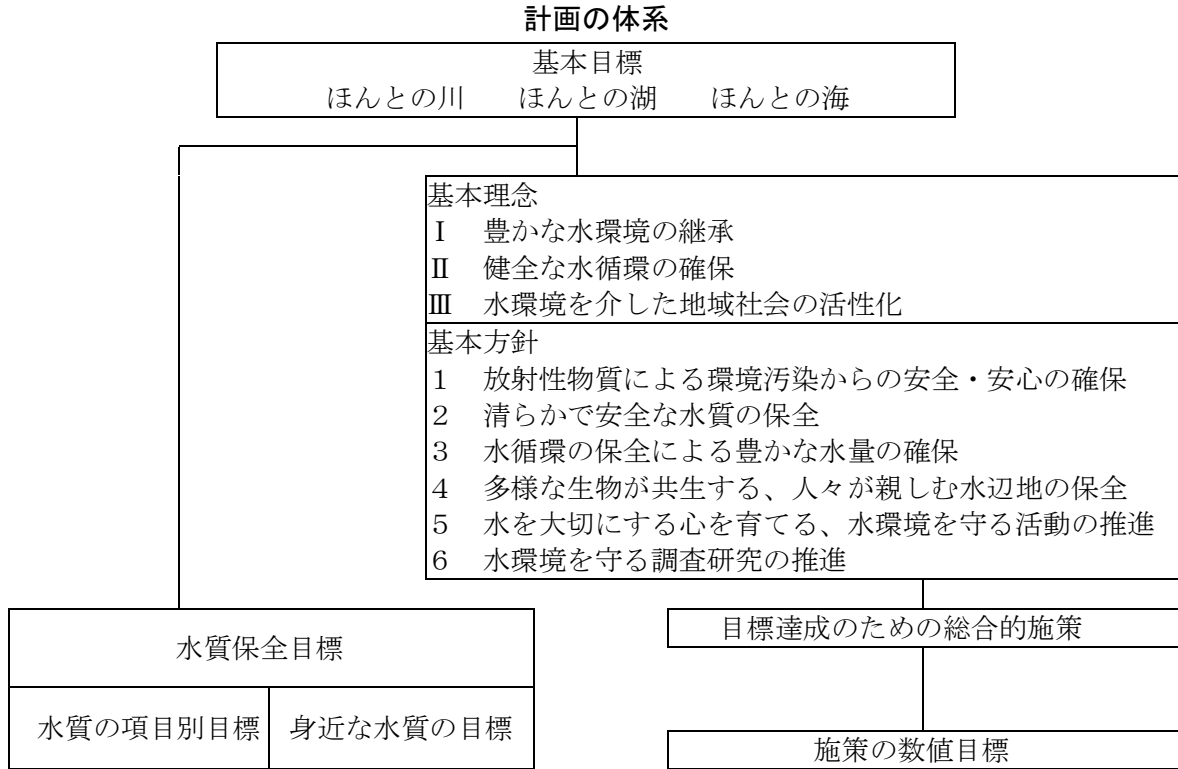 計画の体系
基本目標
ほんとの川　　ほんとの湖　　ほんとの海
基本理念
Ⅰ　豊かな水環境の継承
Ⅱ　健全な水循環の確保
Ⅲ　水環境を介した地域社会の活性化
基本方針
１　放射性物質による環境汚染からの安全・安心の確保
２　清らかで安全な水質の保全
３　水循環の保全による豊かな水量の確保
４　多様な生物が共生する、人々が親しむ水辺地の保全
５　水を大切にする心を育てる、水環境を守る活動の推進
６　水環境を守る調査研究の推進
水質保全目標
水質の項目別目標
身近な水質の目標
目標達成のための総合的施策
施策の数値目標